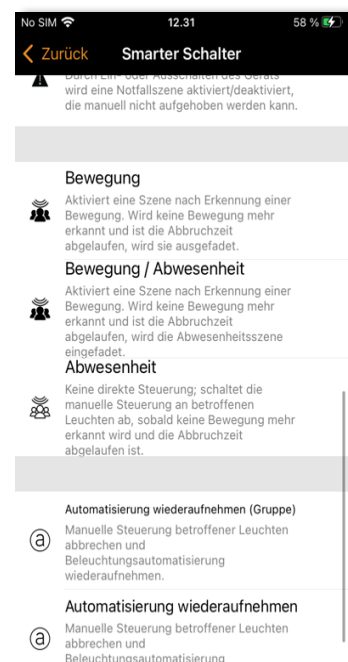 No SIM 12.31 58 %
Zurück Smarter Schalter
Durch Ein- oder Ausschalten des Geräts
wird eine Notfallszene aktiviert/deaktiviert,
die manuell nicht aufgehoben werden kann.
Bewegung
Aktiviert eine Szene nach Erkennung einer
Bewegung. Wird keine Bewegung mehr
erkannt und ist die Abbruchzeit
abgelaufen, wird sie ausgefadet.
Bewegung / Abwesenheit
Aktiviert eine Szene nach Erkennung einer
Bewegung. Wird keine Bewegung mehr
erkannt und ist die Abbruchzeit
abgelaufen, wird die Abwesenheitsszene
eingefadet.
Abwesenheit
Keine direkte Steuerung; schaltet die
manuelle Steuerung an betroffenen
Leuchten ab, sobald keine Bewegung mehr
erkannt wird und die Abbruchzeit
abgelaufen ist.
Automatisierung wiederaufnehmen (Gruppe)
a
Manuelle Steuerung betroffener Leuchten
abbrechen und
Beleuchtungsautomatisierung
wiederaufnehmen.
Automatisierung wiederaufnehmen
a
Manuelle Steuerung betroffener Leuchten
abbrechen und
Beleuchtungsautomatisierung